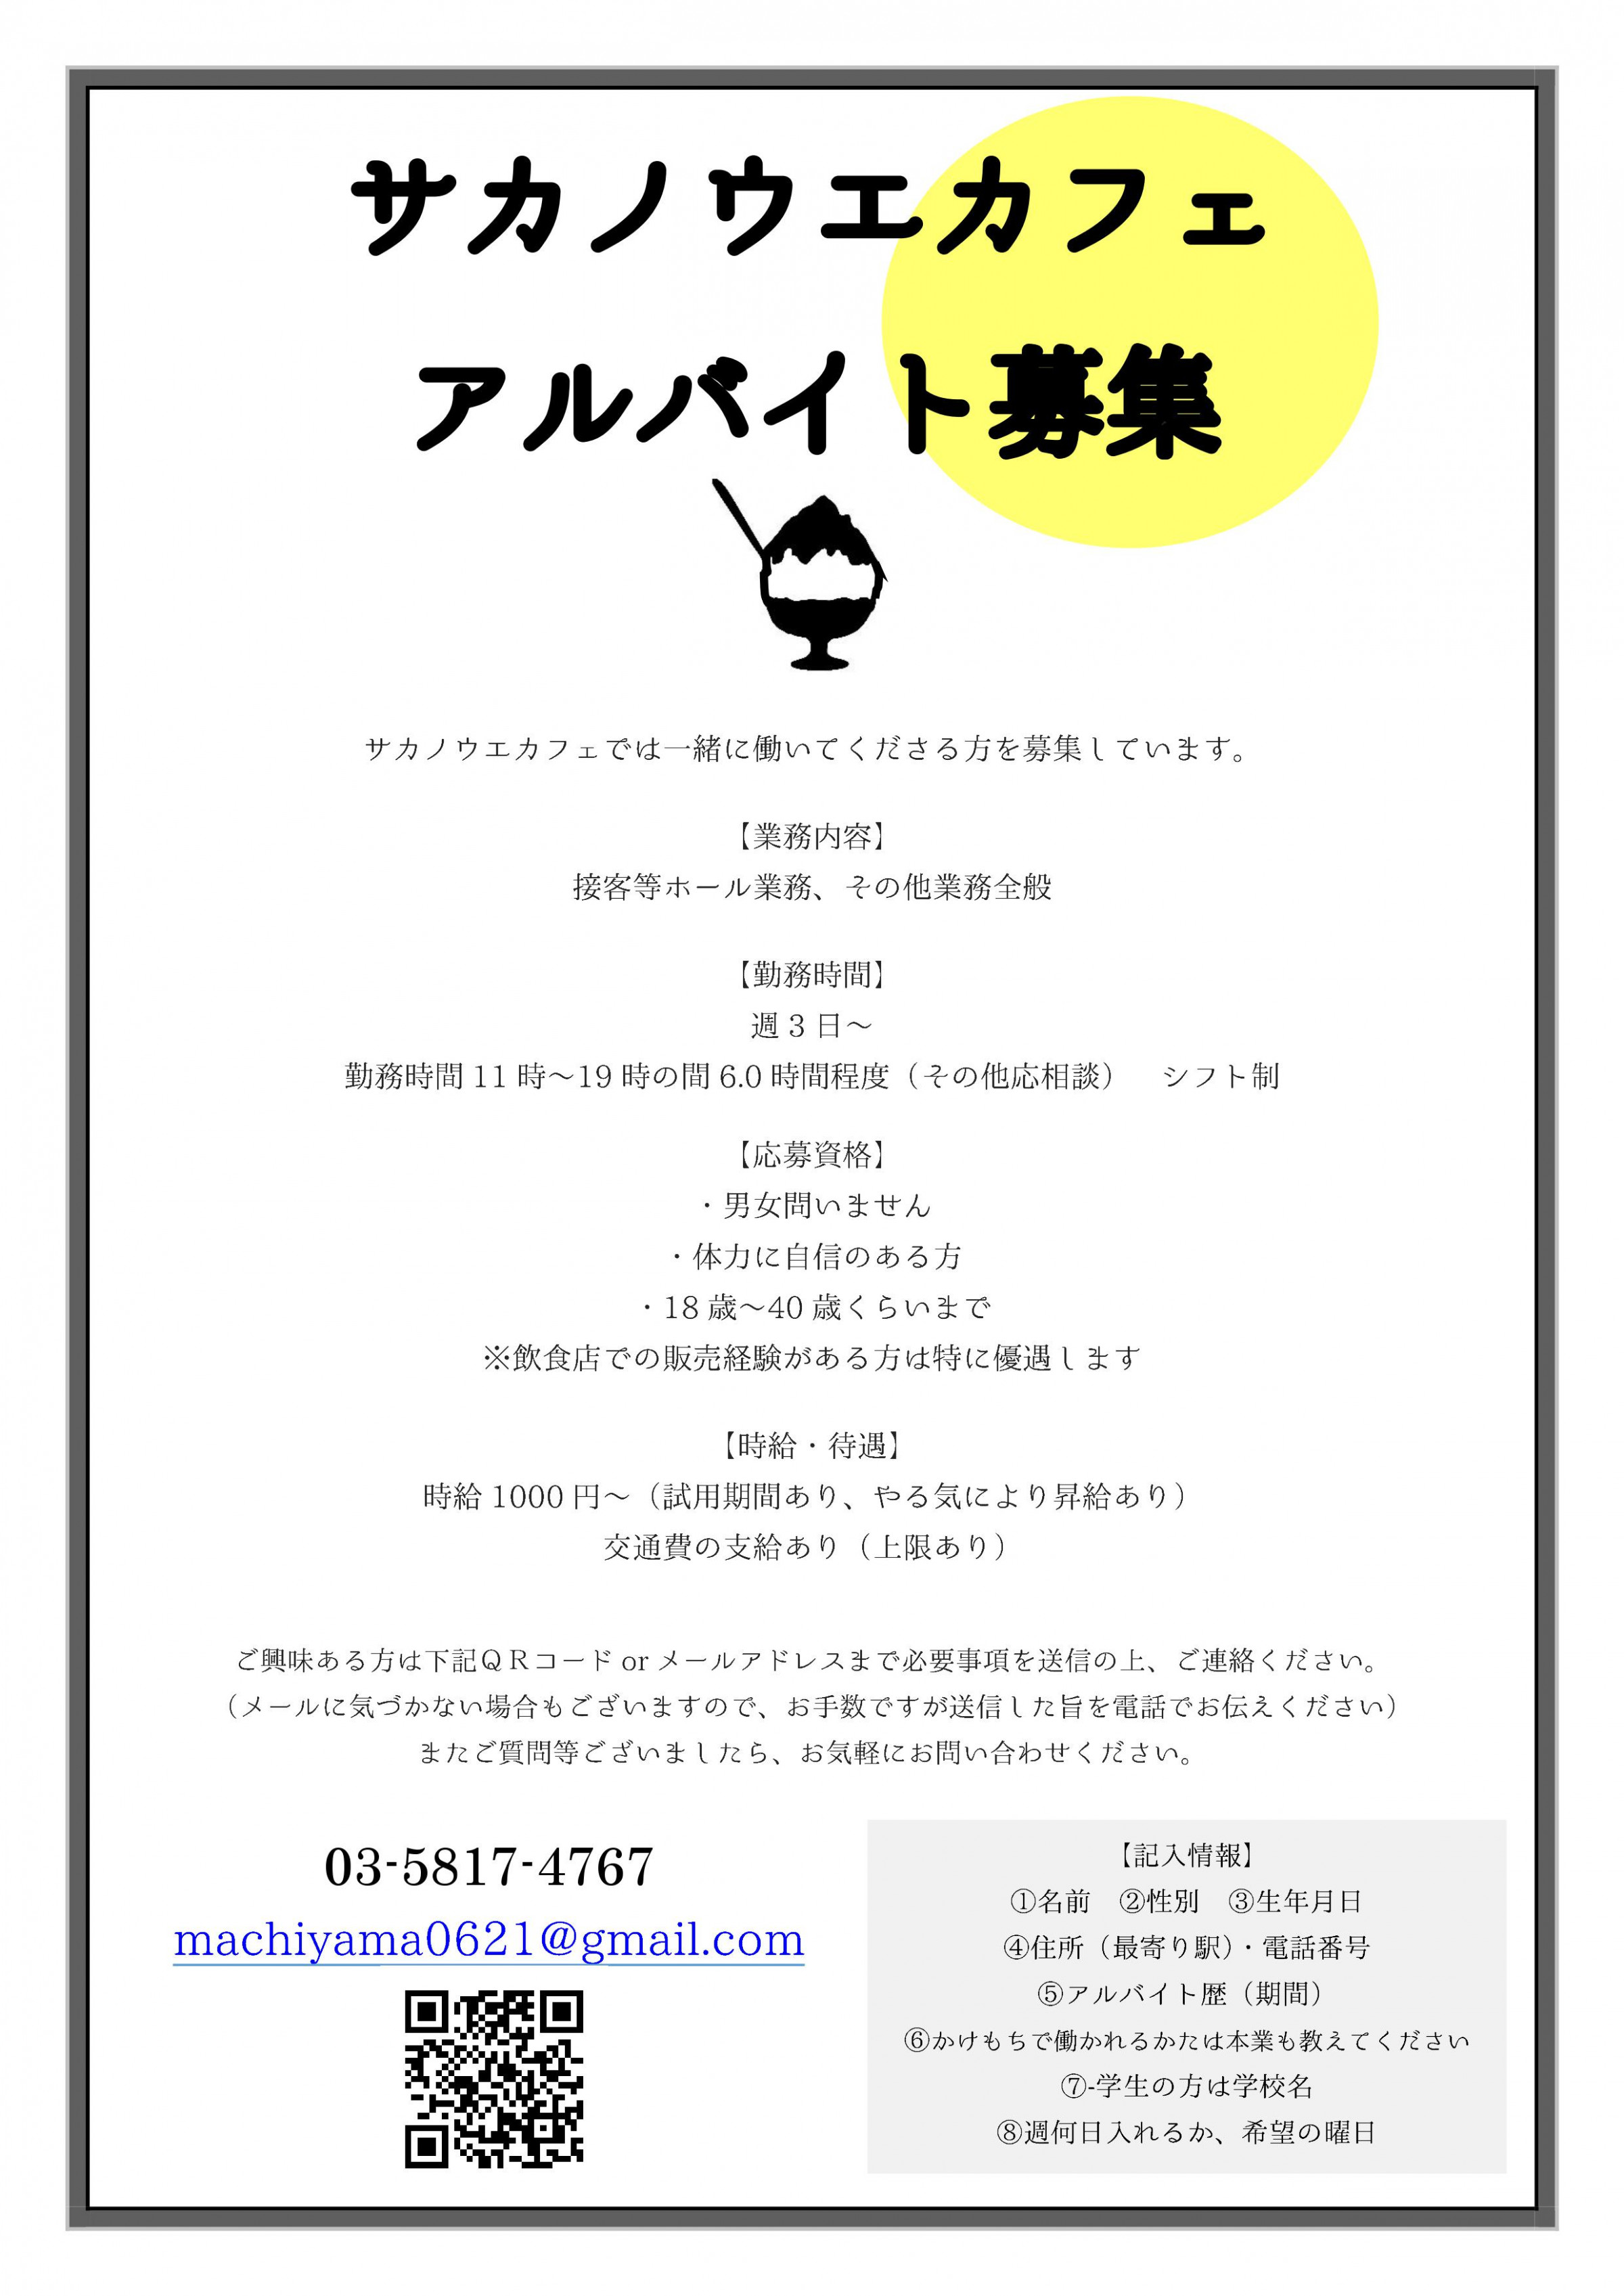 サカノウエカフェ
アルバイト募集
サカノウエカフェでは一緒に働いてくださる方を募集しています。
【業務内容】
接客等ホール業務、その他業務全般
【勤務時間】
週 3 日～
勤務時間 11 時～19 時の間 6.0 時間程度（その他応相談）　シフト制
【応募資格】
・男女問いません
・体力に自信のある方
・18 歳～40 歳くらいまで
※飲食店での販売経験がある方は特に優遇します
【時給・待遇】
時給 1000 円～（試用期間あり、やる気により昇給あり）
交通費の支給あり（上限あり）
ご興味ある方は下記ＱＲコード or メールアドレスまで必要事項を送信の上、ご連絡ください。
（メールに気づかない場合もございますので、お手数ですが送信した旨を電話でお伝えください）
またご質問等ございましたら、お気軽にお問い合わせください。
03-5817-4767
machiyama0621@gmail.com
【記入情報】
①名前　②性別　③生年月日
④住所（最寄り駅）・電話番号
⑤アルバイト歴（期間）
⑥かけもちで働かれるかたは本業も教えてください
⑦-学生の方は学校名
⑧週何日入れるか、希望の曜日